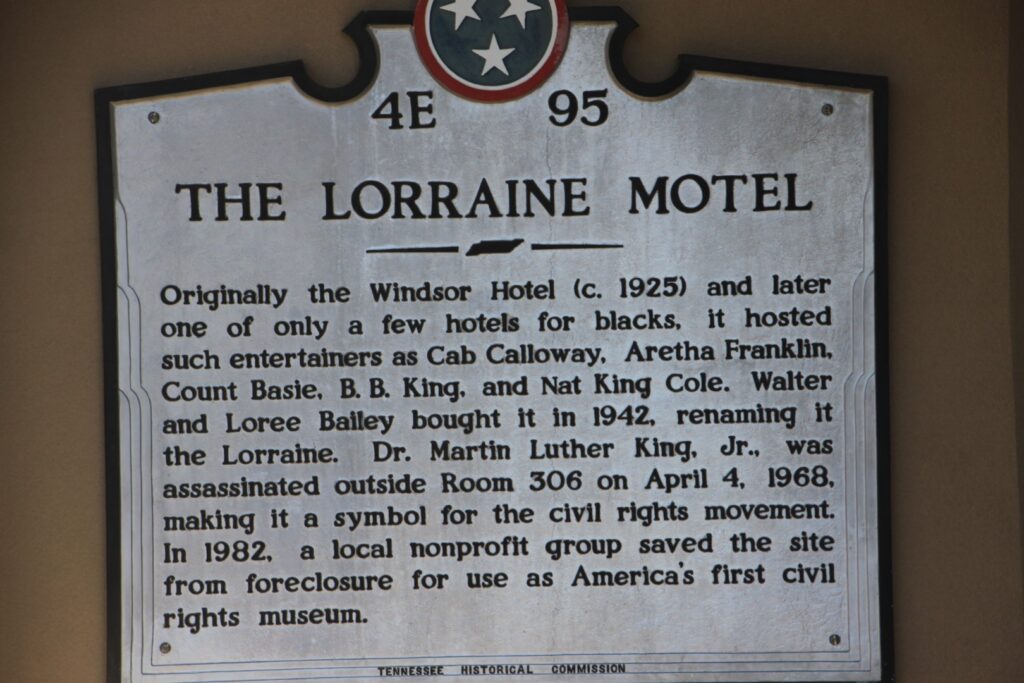 4E 95
THE LORRAINE MOTEL
Originally the Windsor Hotel (c. 1925) and later
one of only a few hotels for blacks, it hosted
such entertainers as Cab Calloway, Aretha Franklin,
Count Basie, B. B. King, and Nat King Cole. Walter
and Loree Bailey bought it in 1942, renaming it
the Lorraine. Dr. Martin Luther King, Jr., was
assassinated outside Room 306 on April 4, 1968,
making it a symbol for the civil rights movement.
In 1982, a local nonprofit group saved the site
from foreclosure for use as America's first civil
rights museum.
TENNESSEE HISTORICAL COMMISSION